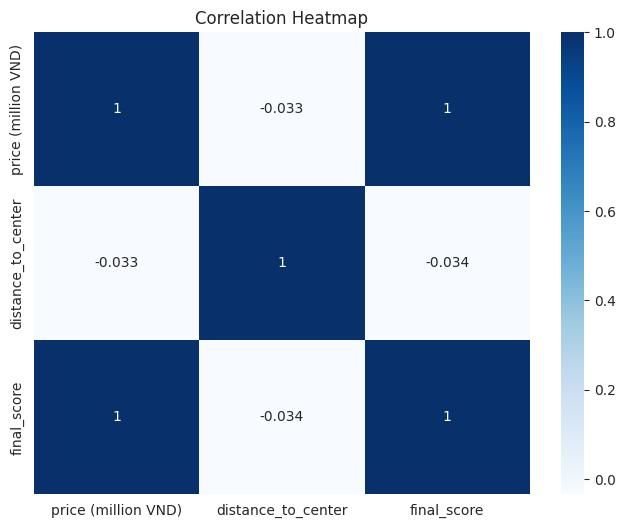 Correlation Heatmap
price (million VND)
1
-0.033
1
distance_to_center
-0.033
1
-0.034
final_score
1
-0.034
1
price (million VND)
distance_to_center
final_score
1.0
0.8
0.6
0.4
0.2
0.0